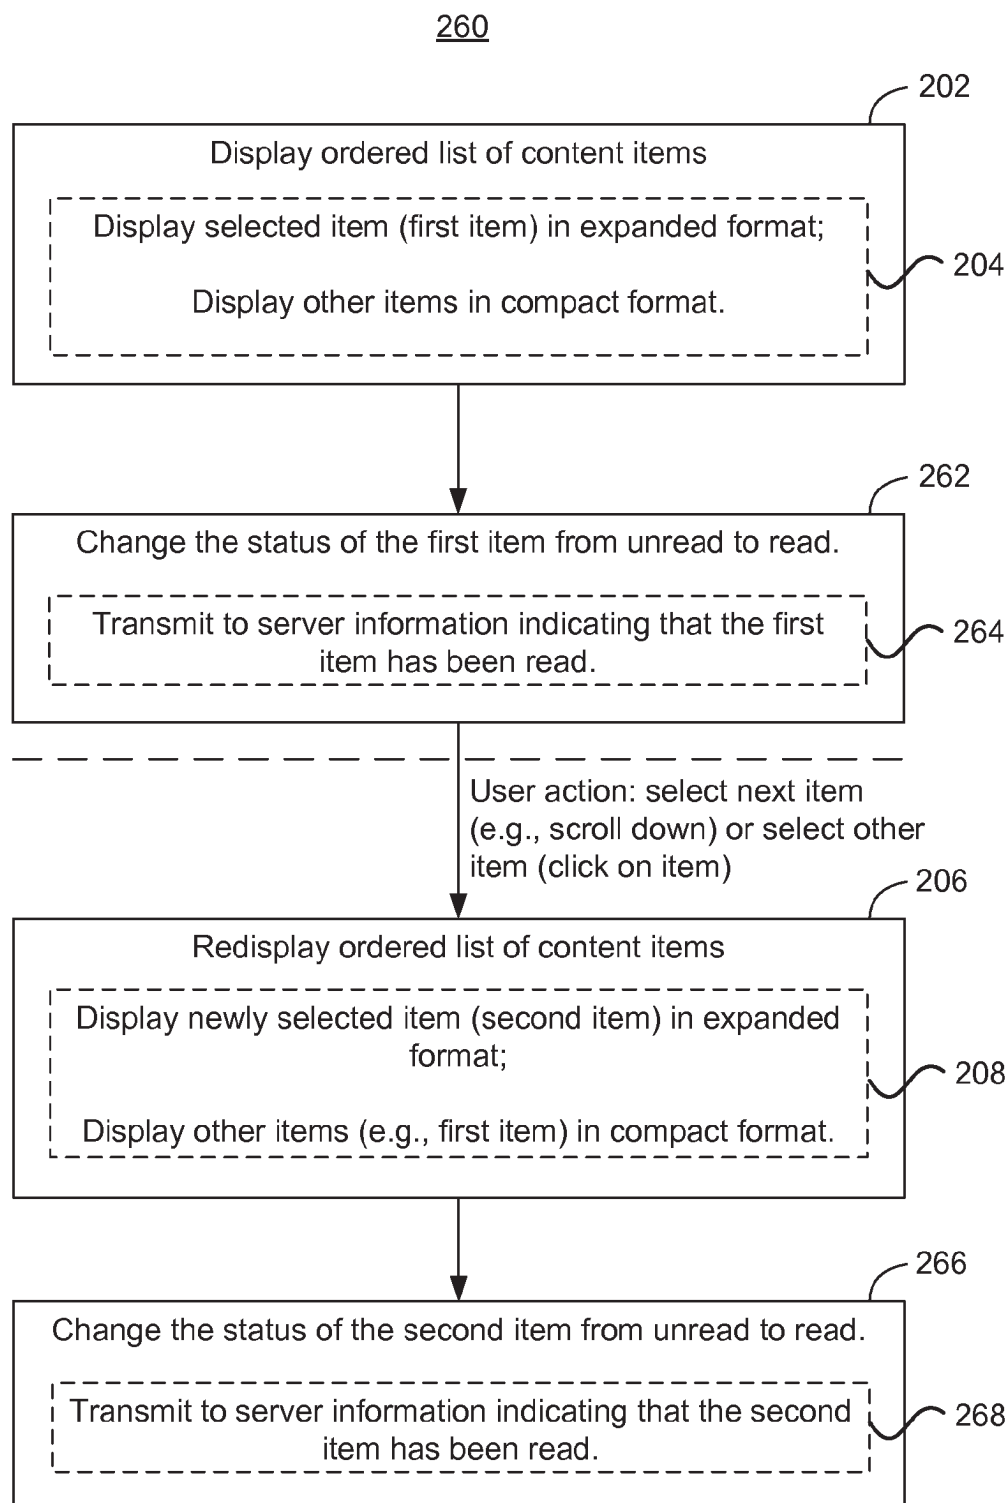 260
202
Display ordered list of content items
Display selected item (first item) in expanded format;
204
Display other items in compact format.
262
Change the status of the first item from unread to read.
Transmit to server information indicating that the first
264
item has been read.
User action: select next item
(e.g., scroll down) or select other
item (click on item)
206
Redisplay ordered list of content items
Display newly selected item (second item) in expanded
format;
208
Display other items (e.g., first item) in compact format.
266
Change the status of the second item from unread to read.
Transmit to server information indicating that the second
268
item has been read.